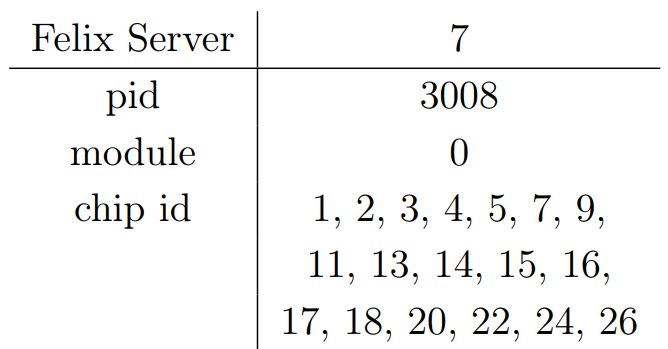 Felix Server 7
pid 3008
module 0
chip id 1, 2, 3, 4, 5, 7, 9,
11, 13, 14, 15, 16,
17, 18, 20, 22, 24, 26